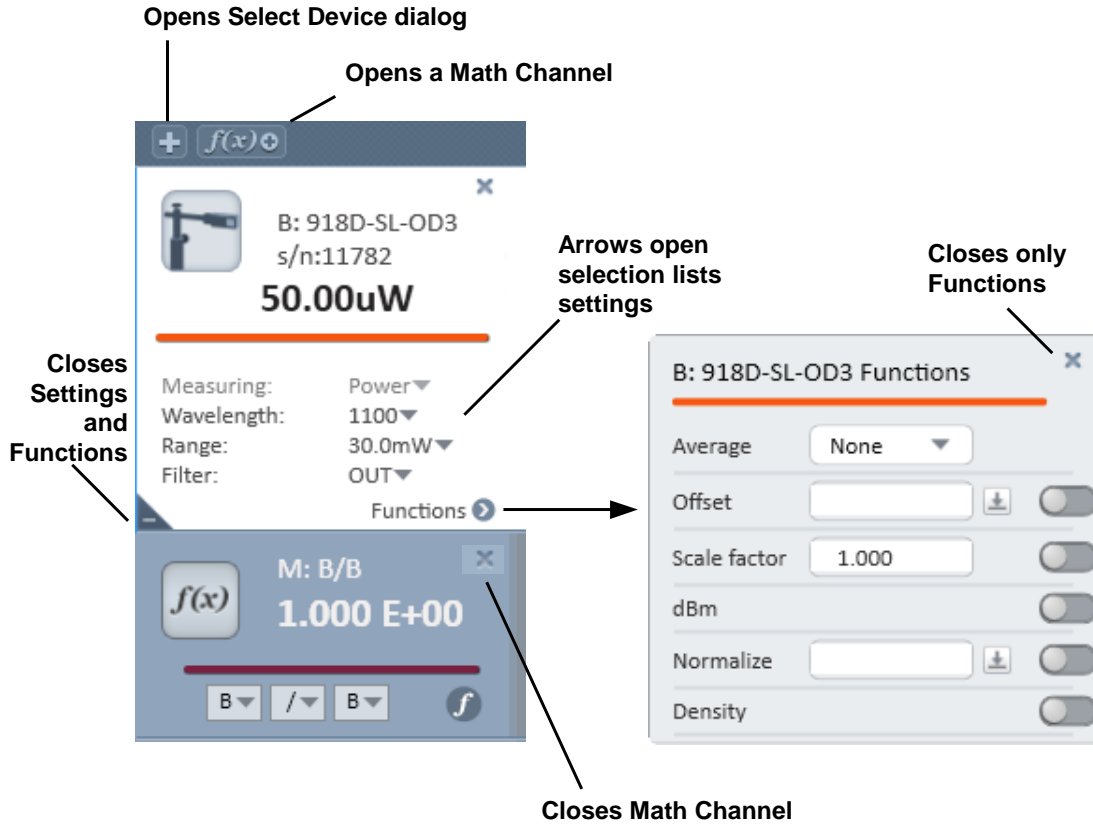 Opens Select Device dialog
Opens a Math Channel
f(x)
B: 918D-SL-OD3
s/n:11782
50.00uW
Arrows open
selection lists
settings
Closes only
Functions
Closes
Settings
and
Functions
Measuring: Power
Wavelength: 1100
Range: 30.0mW
Filter: OUT
Functions
B: 918D-SL-OD3 Functions
Average None
Offset
Scale factor 1.000
dBm
Normalize
Density
f(x)
M: B/B
1.000 E+00
B / B f
Closes Math Channel